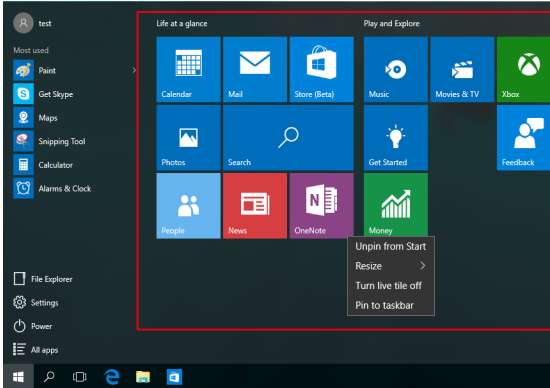 test
Most used
Paint
Get Skype
Maps
Snipping Tool
Calculator
Alarms & Clock
File Explorer
Settings
Power
All apps
Life at a glance
Calendar
Mail
Store (Beta)
Photos
Search
People
News
OneNote
Play and Explore
Music
Movies & TV
Xbox
Get Started
Feedback
Money
Unpin from Start
Resize
Turn live tile off
Pin to taskbar